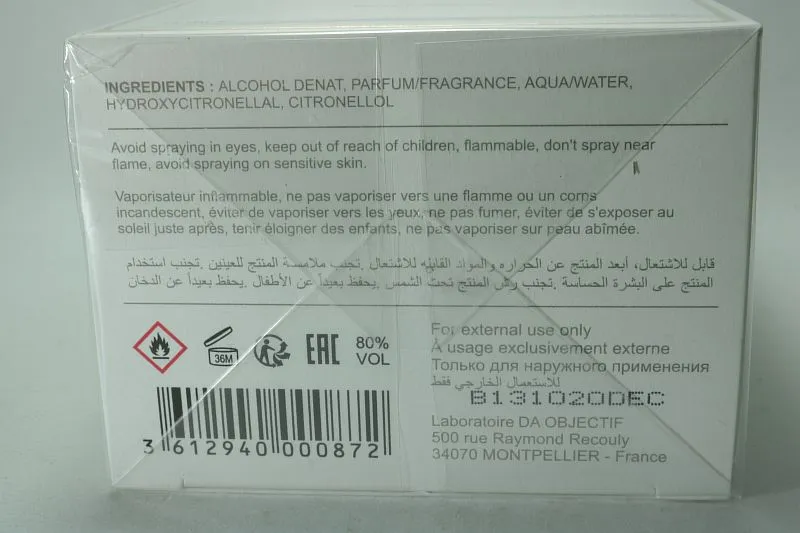 INGREDIENTS : ALCOHOL DENAT, PARFUM/FRAGRANCE, AQUA/WATER,
HYDROXYCITRONELLAL, CITRONELLOL
Avoid spraying in eyes, keep out of reach of children, flammable, don't spray near
flame, avoid spraying on sensitive skin.
Vaporisateur inflammable, ne pas vaporiser vers une flamme ou un corps
incandescent, éviter de vaporiser vers les yeux, ne pas fumer, éviter de s'exposer au
soleil juste après, tenir éloigner des enfants, ne pas vaporiser sur peau abîmée.
قابل للاشتعال، أبعد المنتج عن الحراره والمواد القابله للاشتعال .تجنب ملامسة المنتج للعينين .تجنب استخدام
المنتج على البشرة الحساسة .تجنب رش المنتج تحت الشمس .يحفظ بعيداً عن الأطفال .يحفظ بعيداً عن الدخان
36M
EAC
80%
VOL
For external use only
A usage exclusivement externe
Только для наружного применения
للاستعمال الخارجي فقط
B131020DEC
3 612940 000872
Laboratoire DA OBJECTIF
500 rue Raymond Recouly
34070 MONTPELLIER - France